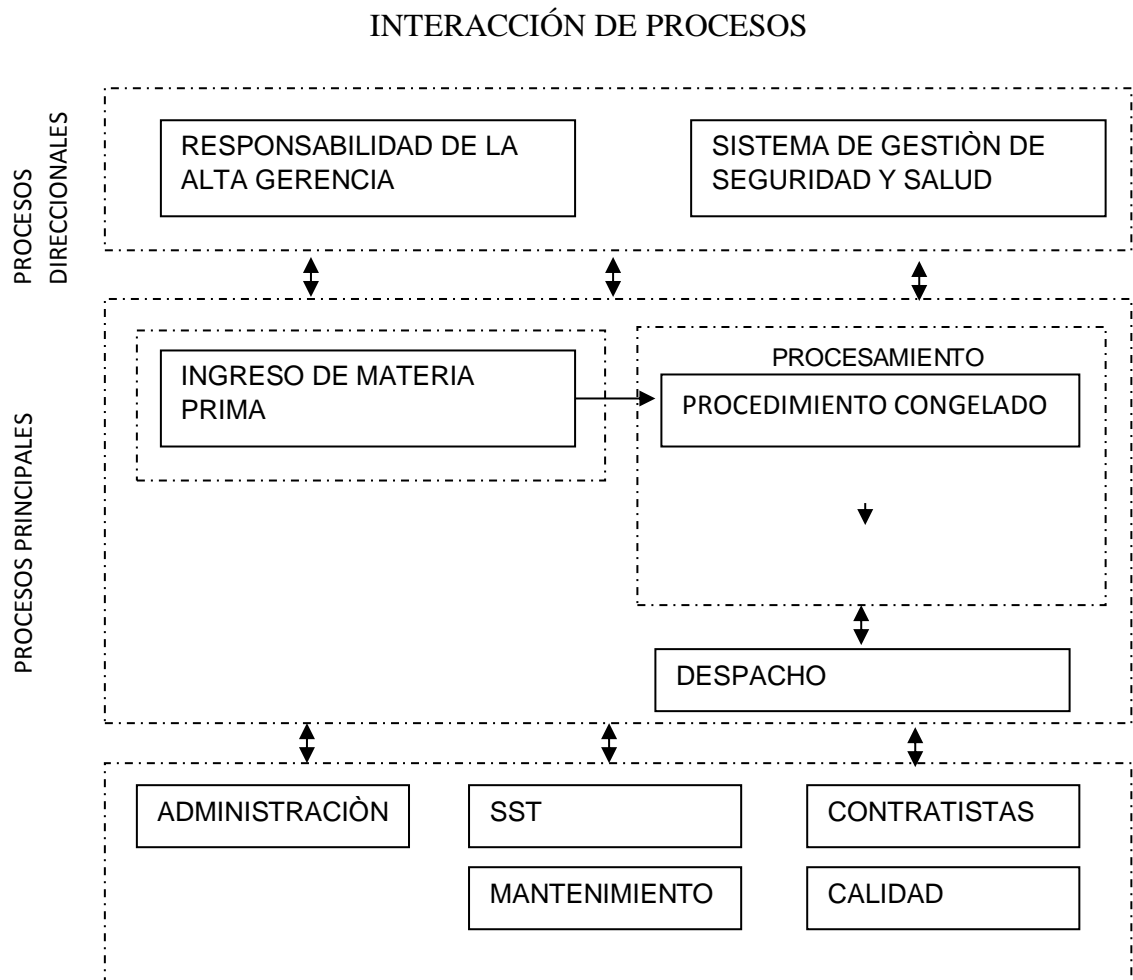 INTERACCIÓN DE PROCESOS
PROCESOS
DIRECCIONALES
RESPONSABILIDAD DE LA
ALTA GERENCIA
SISTEMA DE GESTIÒN DE
SEGURIDAD Y SALUD
PROCESOS PRINCIPALES
INGRESO DE MATERIA
PRIMA
PROCESAMIENTO
PROCEDIMIENTO CONGELADO
DESPACHO
ADMINISTRACIÒN
SST
CONTRATISTAS
MANTENIMIENTO
CALIDAD